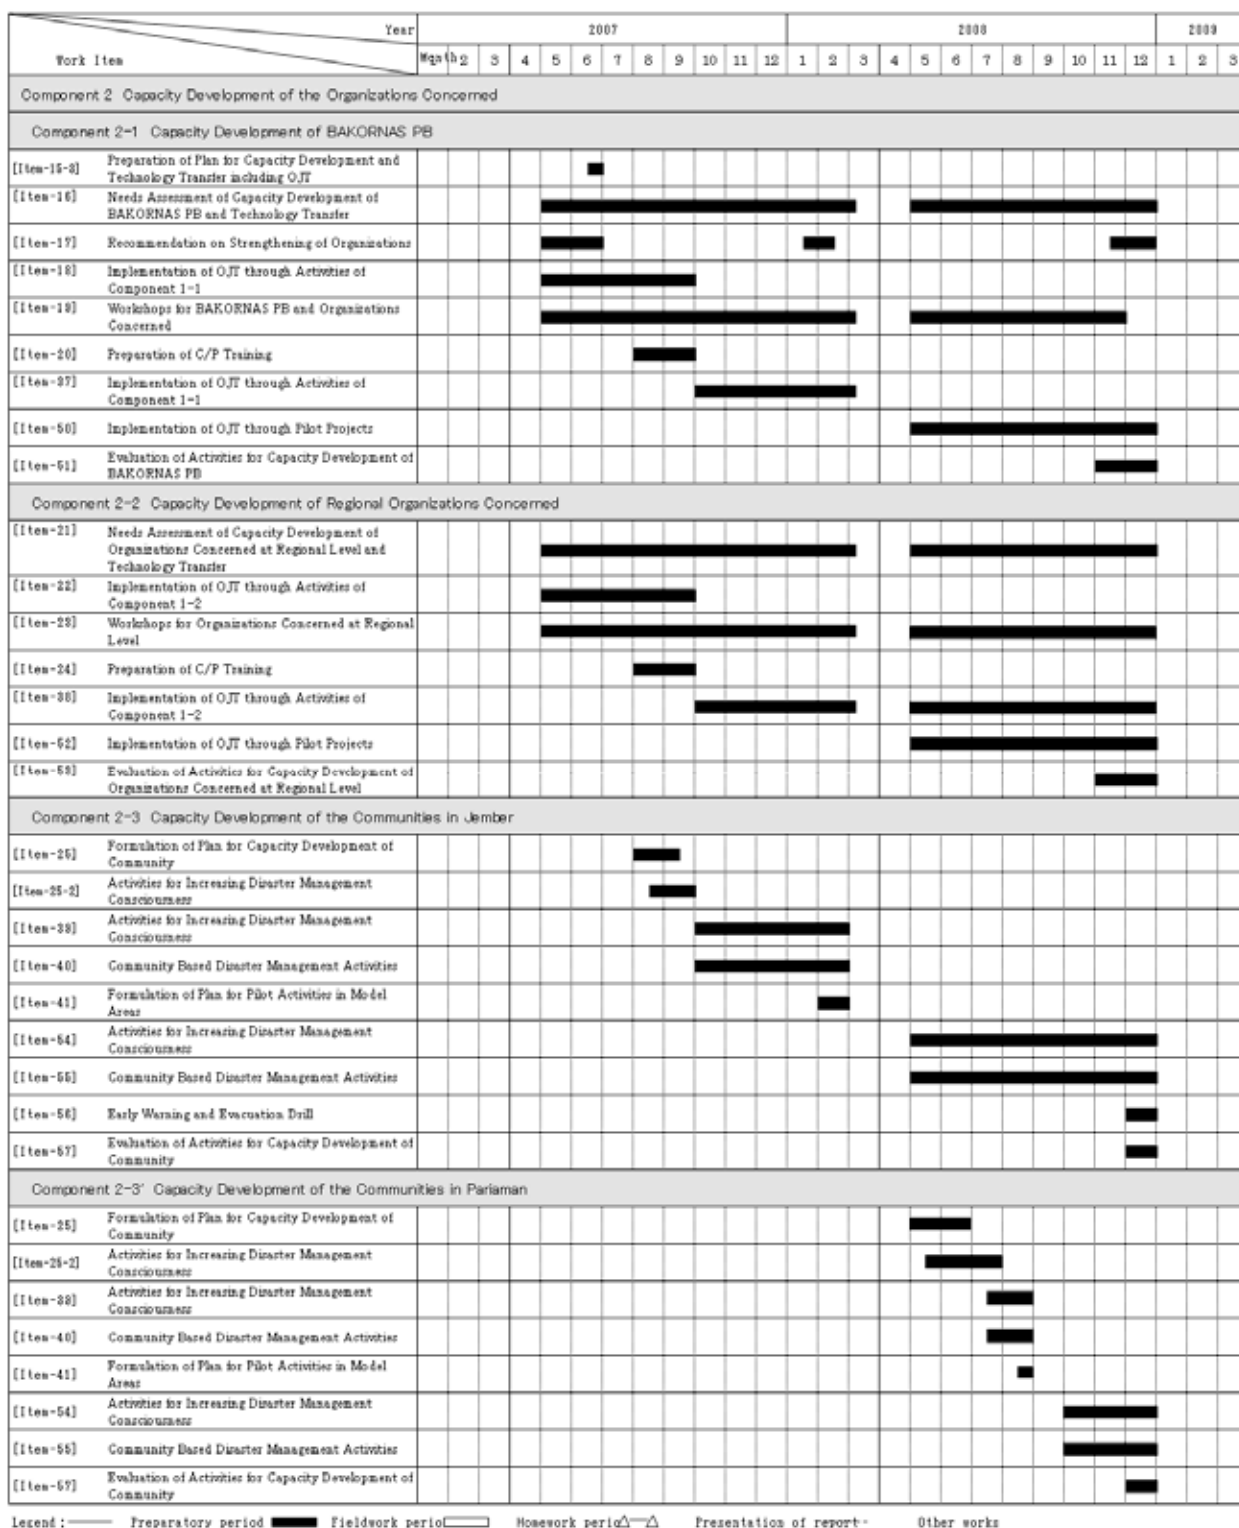 Year 2007 2008 2009
Work Item Month 2 3 4 5 6 7 8 9 10 11 12 1 2 3 4 5 6 7 8 9 10 11 12 1 2 3
Component 2 Capacity Development of the Organizations Concerned
Component 2-1 Capacity Development of BAKORNAS PB
[Item-15-3] Preparation of Plan for Capacity Development and
Technology Transfer including OJT
[Item-16] Needs Assessment of Capacity Development of
BAKORNAS PB and Technology Transfer
[Item-17] Recommendation on Strengthening of Organizations
[Item-18] Implementation of OJT through Activities of
Component 1-1
[Item-19] Workshops for BAKORNAS PB and Organizations
Concerned
[Item-20] Preparation of C/P Training
[Item-37] Implementation of OJT through Activities of
Component 1-1
[Item-50] Implementation of OJT through Pilot Projects
[Item-51] Evaluation of Activities for Capacity Development of
BAKORNAS PB
Component 2-2 Capacity Development of Regional Organizations Concerned
[Item-21] Needs Assessment of Capacity Development of
Organizations Concerned at Regional Level and
Technology Transfer
[Item-22] Implementation of OJT through Activities of
Component 1-2
[Item-23] Workshops for Organizations Concerned at Regional
Level
[Item-24] Preparation of C/P Training
[Item-38] Implementation of OJT through Activities of
Component 1-2
[Item-52] Implementation of OJT through Pilot Projects
[Item-53] Evaluation of Activities for Capacity Development of
Organizations Concerned at Regional Level
Component 2-3 Capacity Development of the Communities in Jember
[Item-25] Formulation of Plan for Capacity Development of
Community
[Item-25-2] Activities for Increasing Disaster Management
Consciousness
[Item-39] Activities for Increasing Disaster Management
Consciousness
[Item-40] Community Based Disaster Management Activities
[Item-41] Formulation of Plan for Pilot Activities in Model
Areas
[Item-54] Activities for Increasing Disaster Management
Consciousness
[Item-55] Community Based Disaster Management Activities
[Item-56] Early Warning and Evacuation Drill
[Item-57] Evaluation of Activities for Capacity Development of
Community
Component 2-3' Capacity Development of the Communities in Pariaman
[Item-25] Formulation of Plan for Capacity Development of
Community
[Item-25-2] Activities for Increasing Disaster Management
Consciousness
[Item-39] Activities for Increasing Disaster Management
Consciousness
[Item-40] Community Based Disaster Management Activities
[Item-41] Formulation of Plan for Pilot Activities in Model
Areas
[Item-54] Activities for Increasing Disaster Management
Consciousness
[Item-55] Community Based Disaster Management Activities
[Item-57] Evaluation of Activities for Capacity Development of
Community
Legend: Preparatory period Fieldwork perio Homework perio Presentation of report Other works